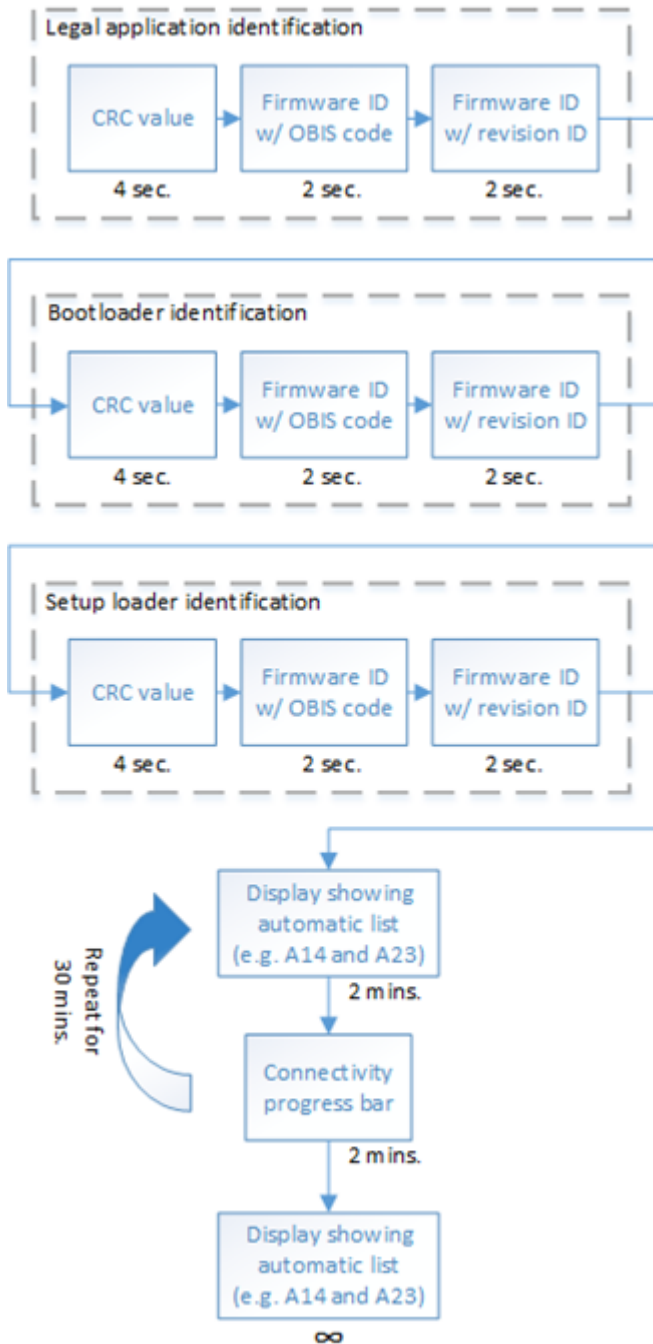 Legal application identification
CRC value
Firmware ID
w/ OBIS code
Firmware ID
w/ revision ID
4 sec.
2 sec.
2 sec.
Bootloader identification
CRC value
Firmware ID
w/ OBIS code
Firmware ID
w/ revision ID
4 sec.
2 sec.
2 sec.
Setup loader identification
CRC value
Firmware ID
w/ OBIS code
Firmware ID
w/ revision ID
4 sec.
2 sec.
2 sec.
Display showing
automatic list
(e.g. A14 and A23)
2 mins.
Repeat for
30 mins.
Connectivity
progress bar
2 mins.
Display showing
automatic list
(e.g. A14 and A23)
∞